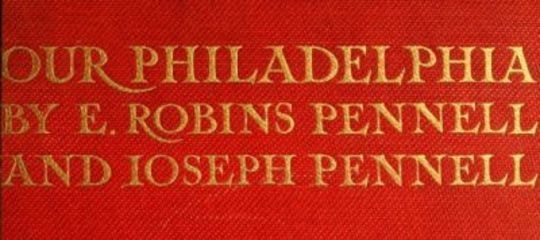 OUR PHILADELPHIA
BY E. ROBINS PENNELL
AND IOSEPH PENNELL